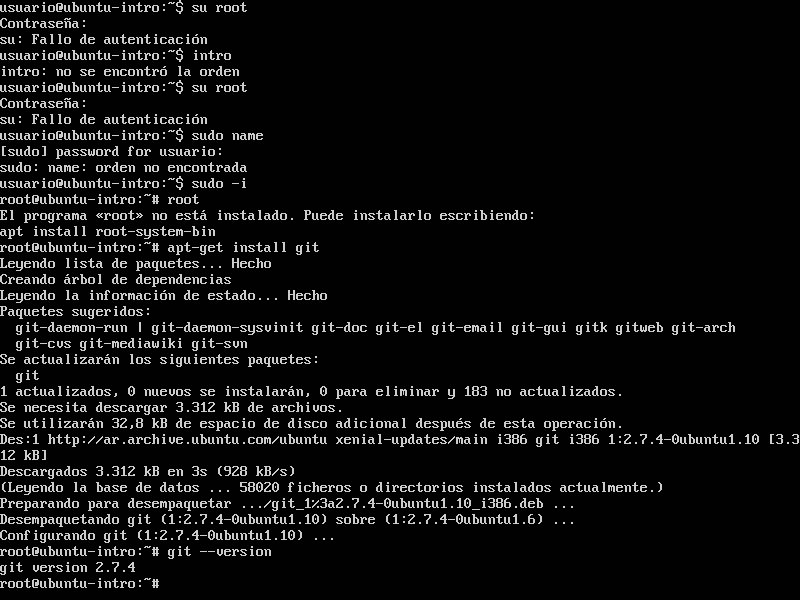 usuario@ubuntu-intro:~$ su root
Contraseña:
su: Fallo de autenticación
usuario@ubuntu-intro:~$ intro
intro: no se encontró la orden
usuario@ubuntu-intro:~$ su root
Contraseña:
su: Fallo de autenticación
usuario@ubuntu-intro:~$ sudo name
[sudo] password for usuario:
sudo: name: orden no encontrada
usuario@ubuntu-intro:~$ sudo -i
root@ubuntu-intro:~# root
El programa «root» no está instalado. Puede instalarlo escribiendo:
apt install root-system-bin
root@ubuntu-intro:~# apt-get install git
Leyendo lista de paquetes... Hecho
Creando árbol de dependencias
Leyendo la información de estado... Hecho
Paquetes sugeridos:
  git-daemon-run | git-daemon-sysvinit git-doc git-el git-email git-gui gitk gitweb git-arch
  git-cvs git-mediawiki git-svn
Se actualizarán los siguientes paquetes:
  git
1 actualizados, 0 nuevos se instalarán, 0 para eliminar y 183 no actualizados.
Se necesita descargar 3.312 kB de archivos.
Se utilizarán 32,8 kB de espacio de disco adicional después de esta operación.
Des:1 http://ar.archive.ubuntu.com/ubuntu xenial-updates/main i386 git i386 1:2.7.4-0ubuntu1.10 [3.3
12 kB]
Descargados 3.312 kB en 3s (928 kB/s)
(Leyendo la base de datos ... 58020 ficheros o directorios instalados actualmente.)
Preparando para desempaquetar .../git_1%3a2.7.4-0ubuntu1.10_i386.deb ...
Desempaquetando git (1:2.7.4-0ubuntu1.10) sobre (1:2.7.4-0ubuntu1.6) ...
Configurando git (1:2.7.4-0ubuntu1.10) ...
root@ubuntu-intro:~# git --version
git version 2.7.4
root@ubuntu-intro:~#